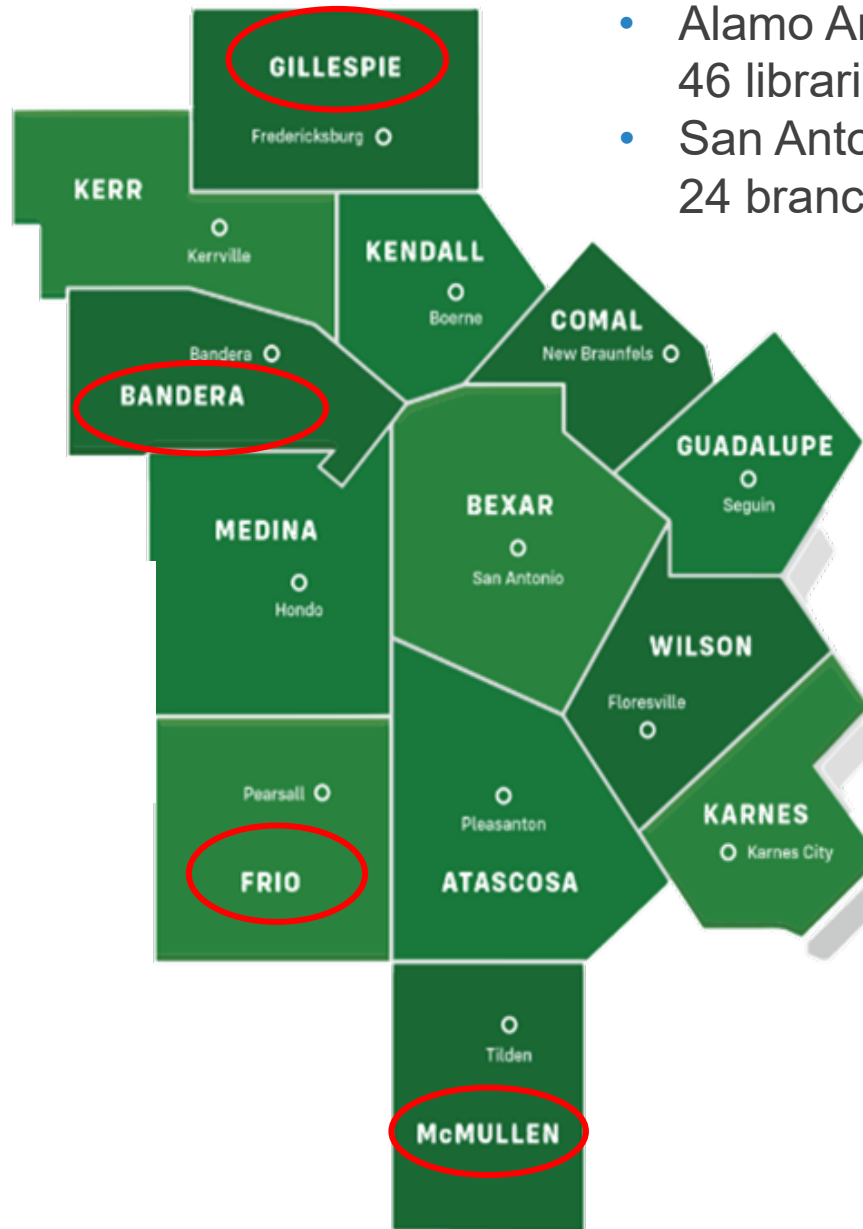 • Alamo Ar
46 librari
• San Anto
24 branc
GILLESPIE
Fredericksburg
KERR
Kerrville
KENDALL
Boerne
COMAL
New Braunfels
Bandera
BANDERA
GUADALUPE
Seguin
BEXAR
San Antonio
MEDINA
Hondo
WILSON
Floresville
Pearsall
FRIO
Pleasanton
ATASCOSA
KARNES
Karnes City
Tilden
McMULLEN